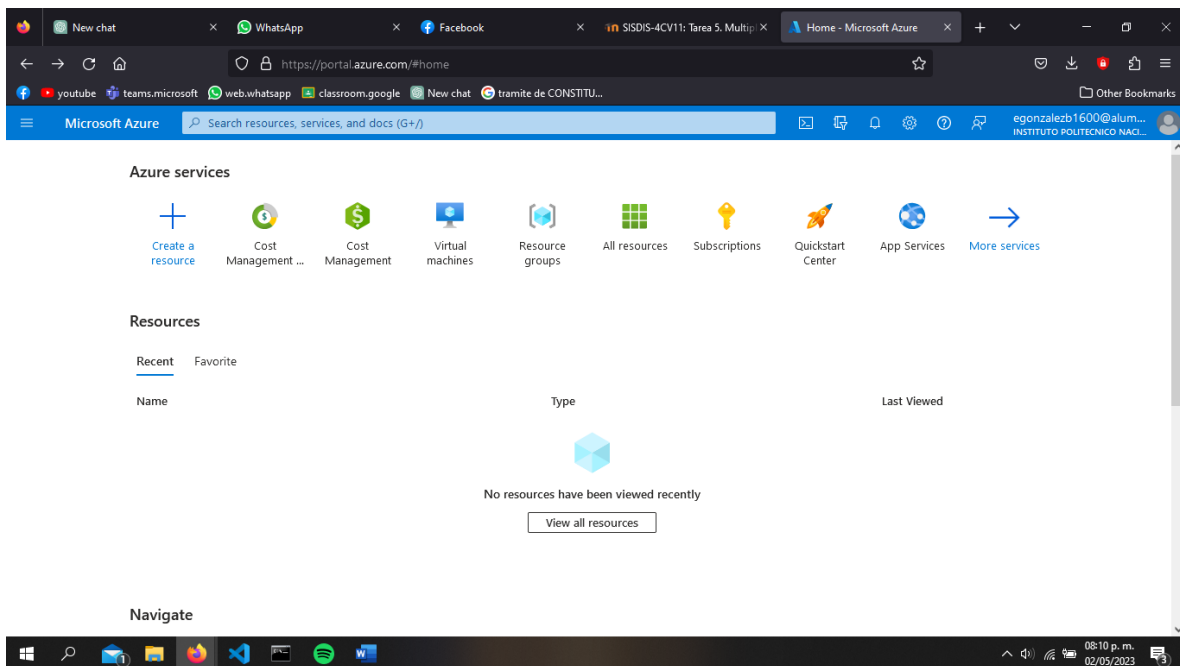 New chat
WhatsApp
Facebook
SISDIS-4CV11: Tarea 5. Multipl
Home - Microsoft Azure
https://portal.azure.com/#home
youtube
teams.microsoft
web.whatsapp
classroom.google
New chat
tramite de CONSTITU...
Other Bookmarks
Microsoft Azure
Search resources, services, and docs (G+/)
egonzalezb1600@alum...
INSTITUTO POLITECNICO NACI...
Azure services
Create a
resource
Cost
Management ...
Cost
Management
Virtual
machines
Resource
groups
All resources
Subscriptions
Quickstart
Center
App Services
More services
Resources
Recent
Favorite
Name
Type
Last Viewed
No resources have been viewed recently
View all resources
Navigate
1
08:10 p. m.
02/05/2023
3